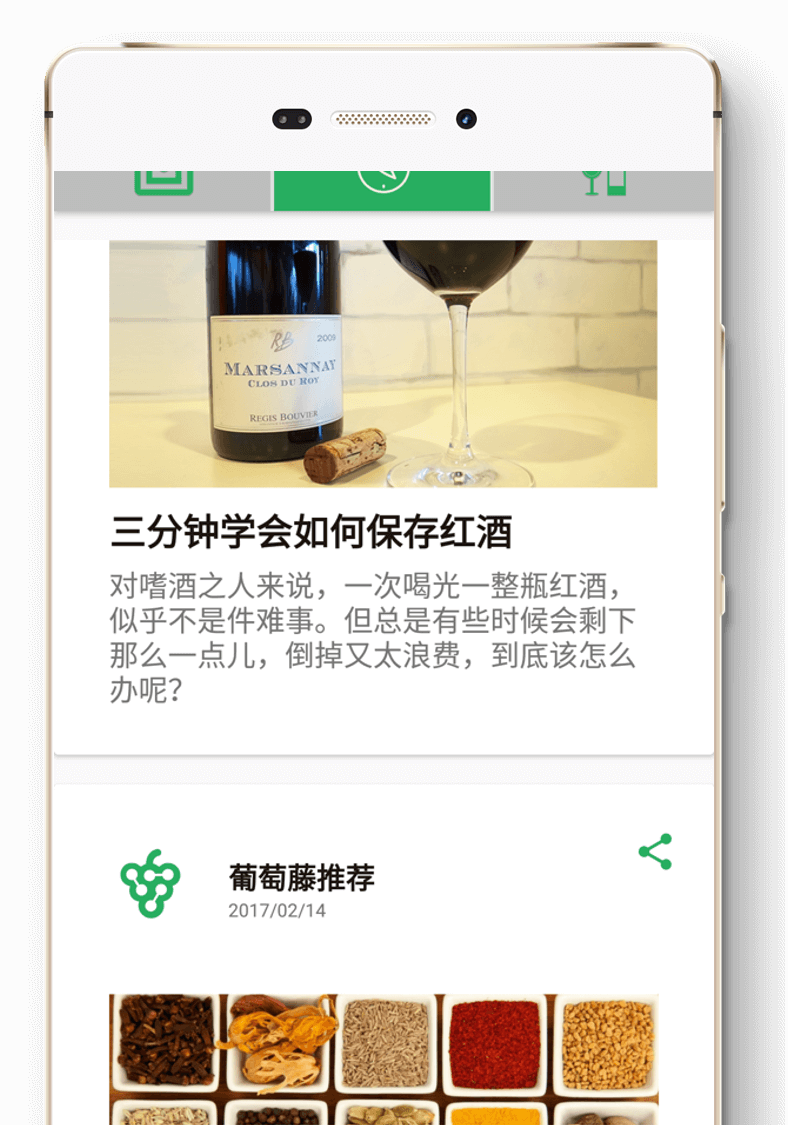 RB
2009
MARSANNAY
CLOS DU ROY
REGIS BOUVIER
三分钟学会如何保存红酒
对嗜酒之人来说，一次喝光一整瓶红酒，
似乎不是件难事。但总是有些时候会剩下
那么一点儿，倒掉又太浪费，到底该怎么
办呢？
葡萄藤推荐
2017/02/14